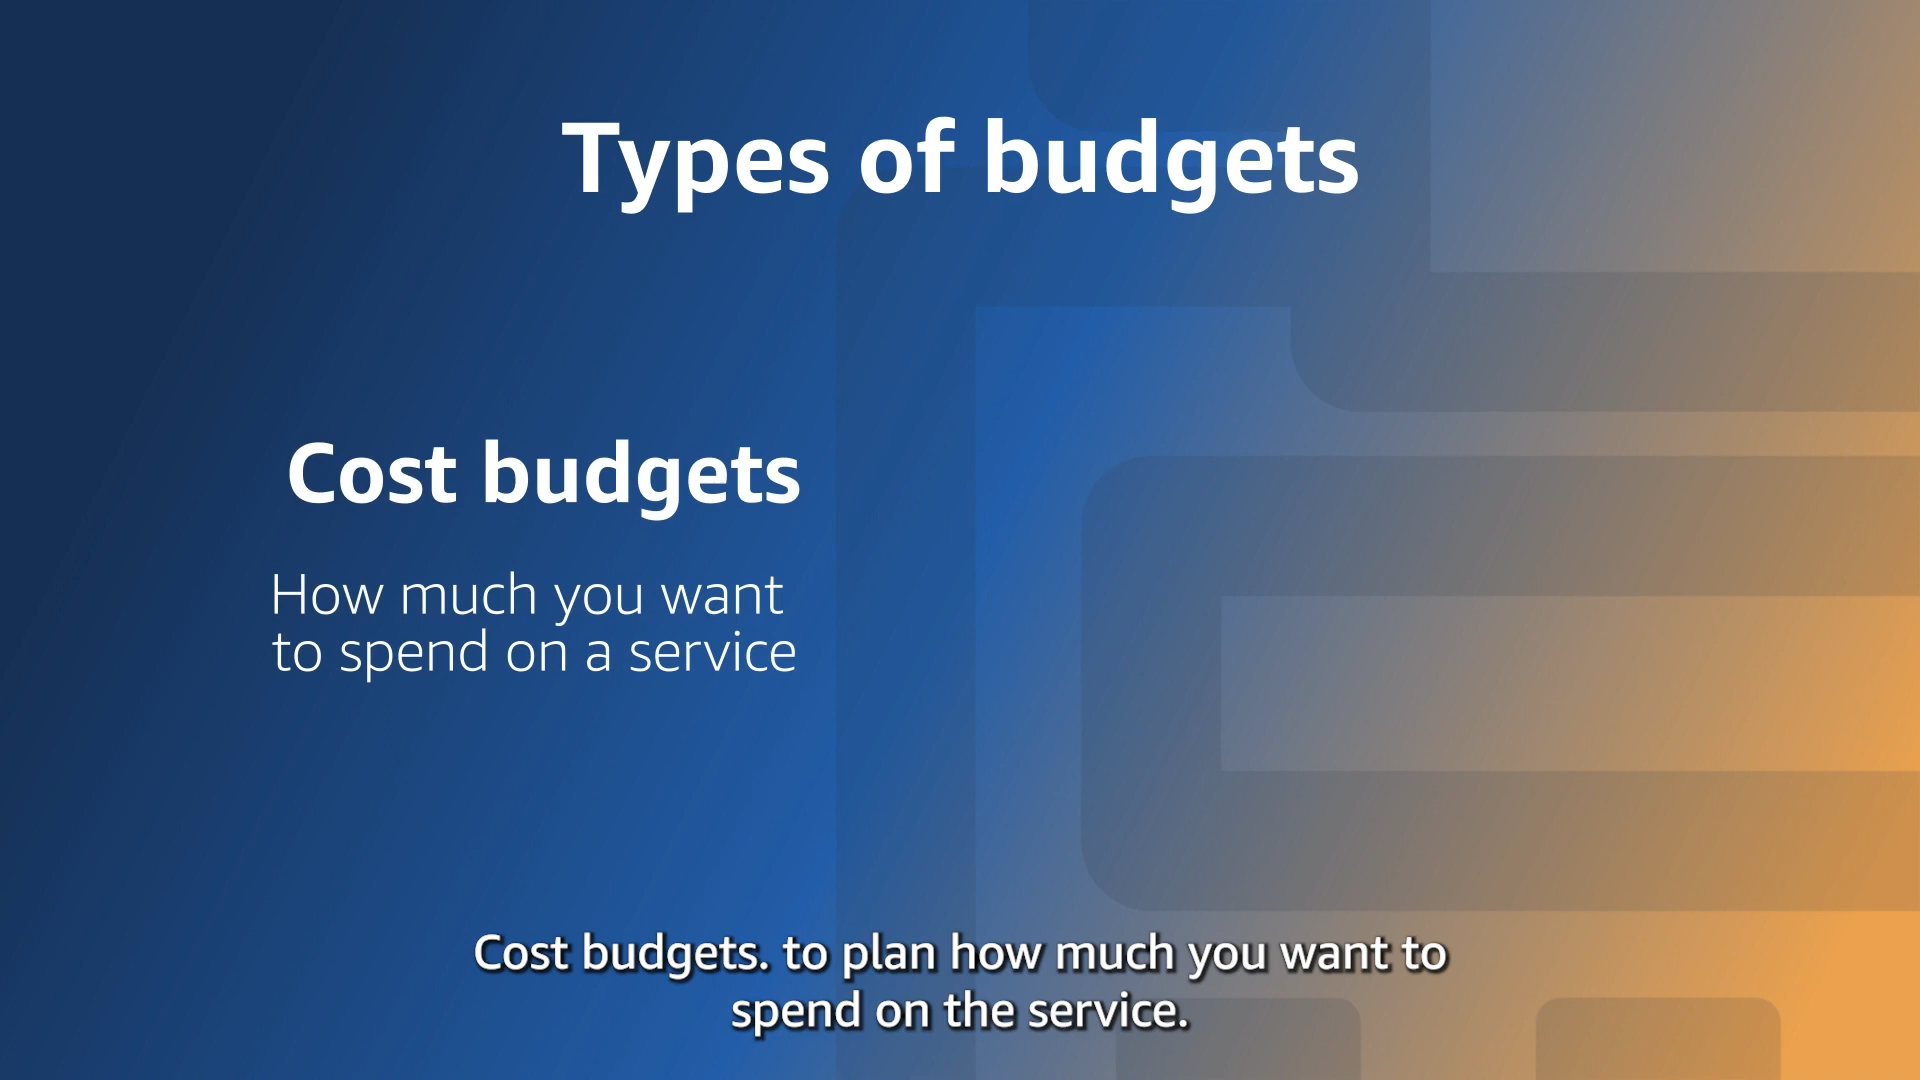 Types of budgets
Cost budgets
How much you want
to spend on a service
Cost budgets. to plan how much you want to
spend on the service.